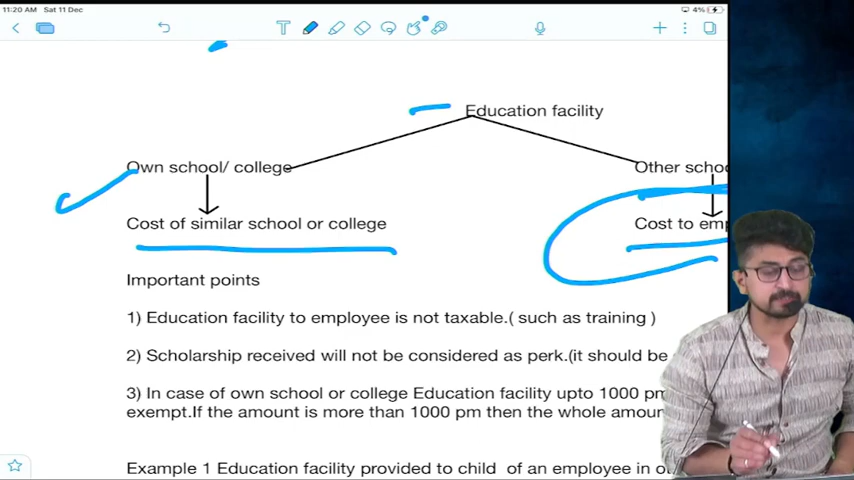 11:20 AM Sat 11 Dec
4%
Education facility
Own school/ college
Other
Cost of similar school or college
Cost to
Important points
1) Education facility to employee is not taxable.( such as training )
2) Scholarship received will not be considered as perk.(it should be
3) In case of own school or college Education facility upto 1000 pm
exempt.If the amount is more than 1000 pm then the whole
Example 1 Education facility provided to child of an employee in